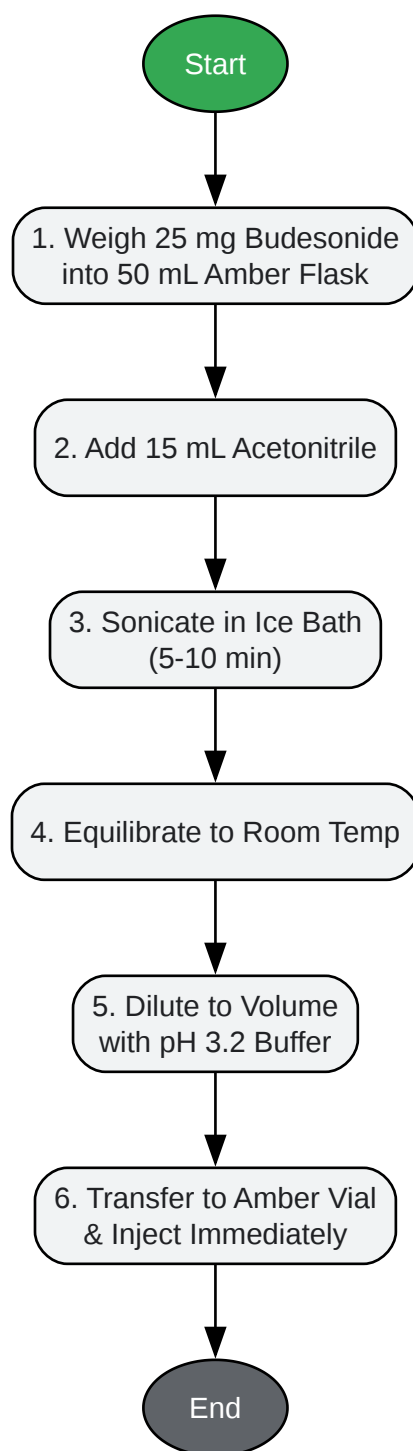 Start
1. Weigh 25 mg Budesonide
into 50 mL Amber Flask
2. Add 15 mL Acetonitrile
3. Sonicate in Ice Bath
(5-10 min)
4. Equilibrate to Room Temp
5. Dilute to Volume
with pH 3.2 Buffer
6. Transfer to Amber Vial
& Inject Immediately
End